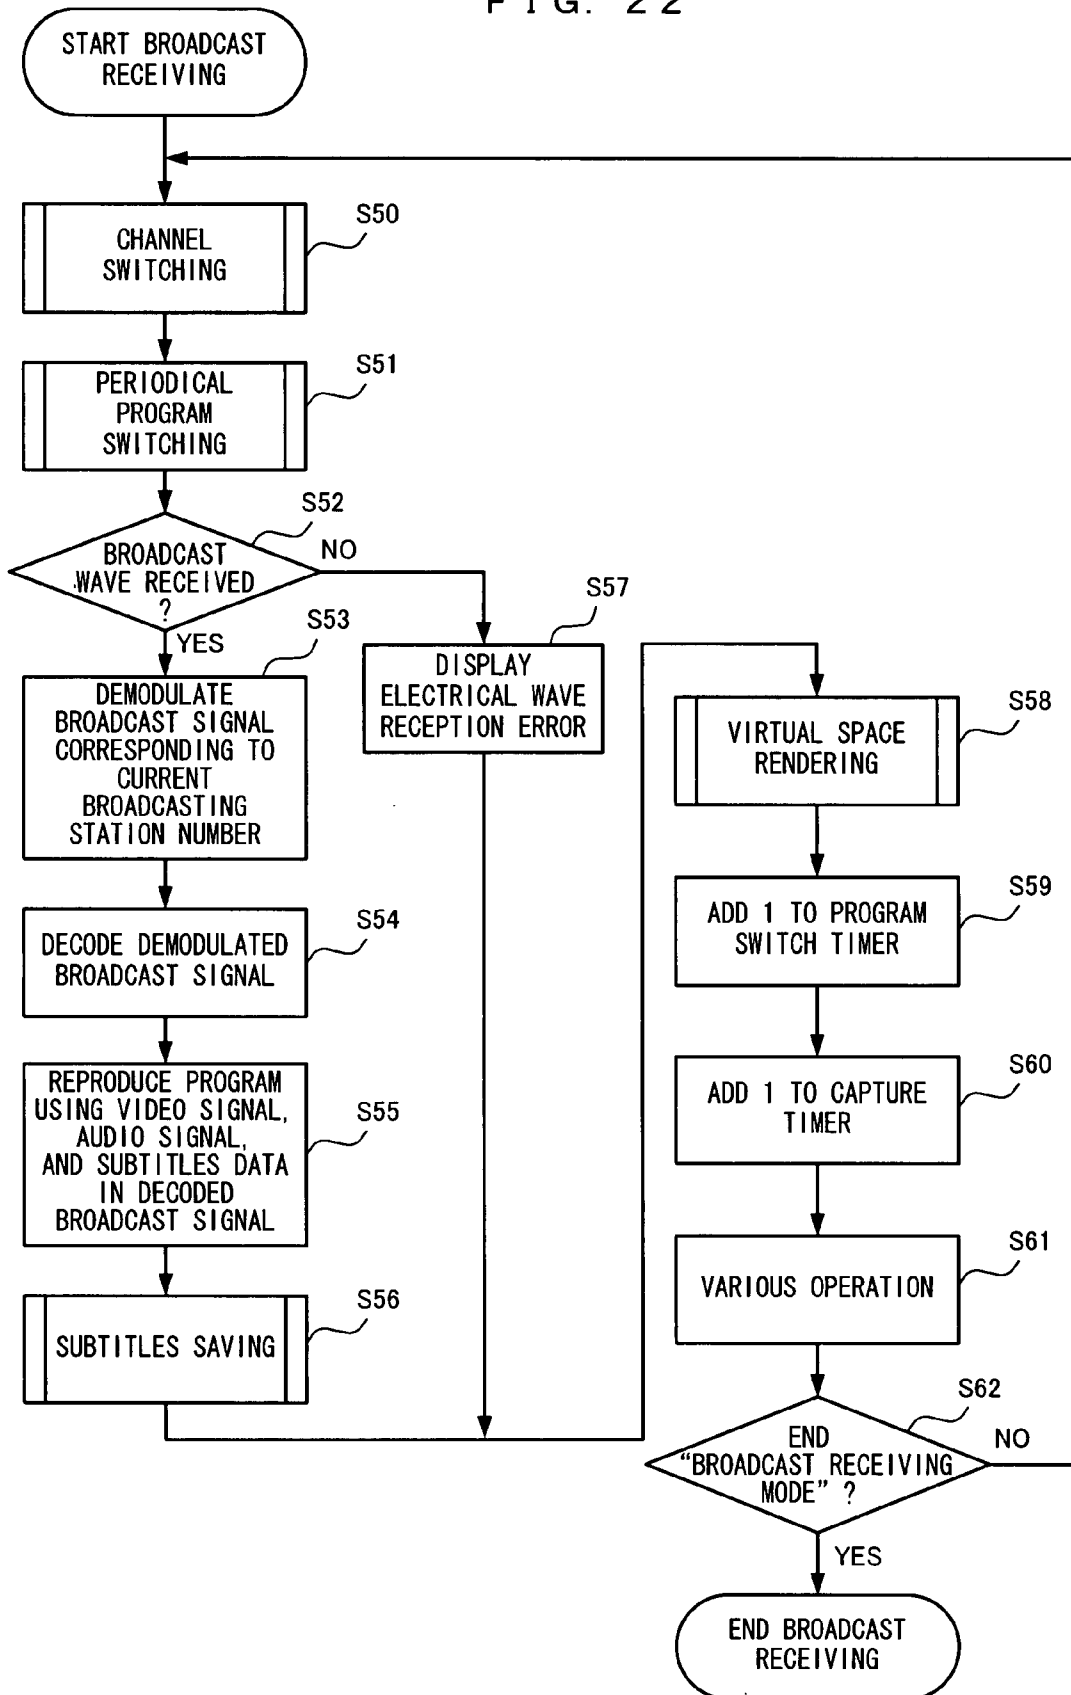 FIG. 22
START BROADCAST
RECEIVING
S50
CHANNEL
SWITCHING
S51
PERIODICAL
PROGRAM
SWITCHING
S52
BROADCAST
WAVE RECEIVED
?
NO
YES
S53
DEMODULATE
BROADCAST SIGNAL
CORRESPONDING TO
CURRENT
BROADCASTING
STATION NUMBER
S54
DECODE DEMODULATED
BROADCAST SIGNAL
S55
REPRODUCE PROGRAM
USING VIDEO SIGNAL,
AUDIO SIGNAL,
AND SUBTITLES DATA
IN DECODED
BROADCAST SIGNAL
S56
SUBTITLES SAVING
S57
DISPLAY
ELECTRICAL WAVE
RECEPTION ERROR
S58
VIRTUAL SPACE
RENDERING
S59
ADD 1 TO PROGRAM
SWITCH TIMER
S60
ADD 1 TO CAPTURE
TIMER
S61
VARIOUS OPERATION
S62
END
“BROADCAST RECEIVING
MODE” ?
NO
YES
END BROADCAST
RECEIVING